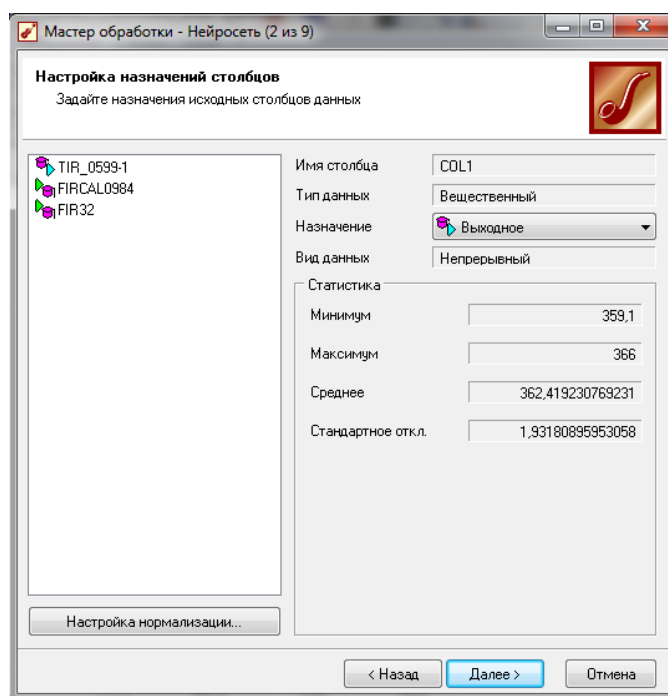 Мастер обработки - Нейросеть (2 из 9)
Настройка назначений столбцов
Задайте назначения исходных столбцов данных
TIR_0599-1
FIRCAL0984
FIR32
Имя столбца COL1
Тип данных Вещественный
Назначение Выходное
Вид данных Непрерывный
Статистика
Минимум 359,1
Максимум 366
Среднее 362,419230769231
Стандартное откл. 1,93180895953058
Настройка нормализации...
< Назад Далее > Отмена